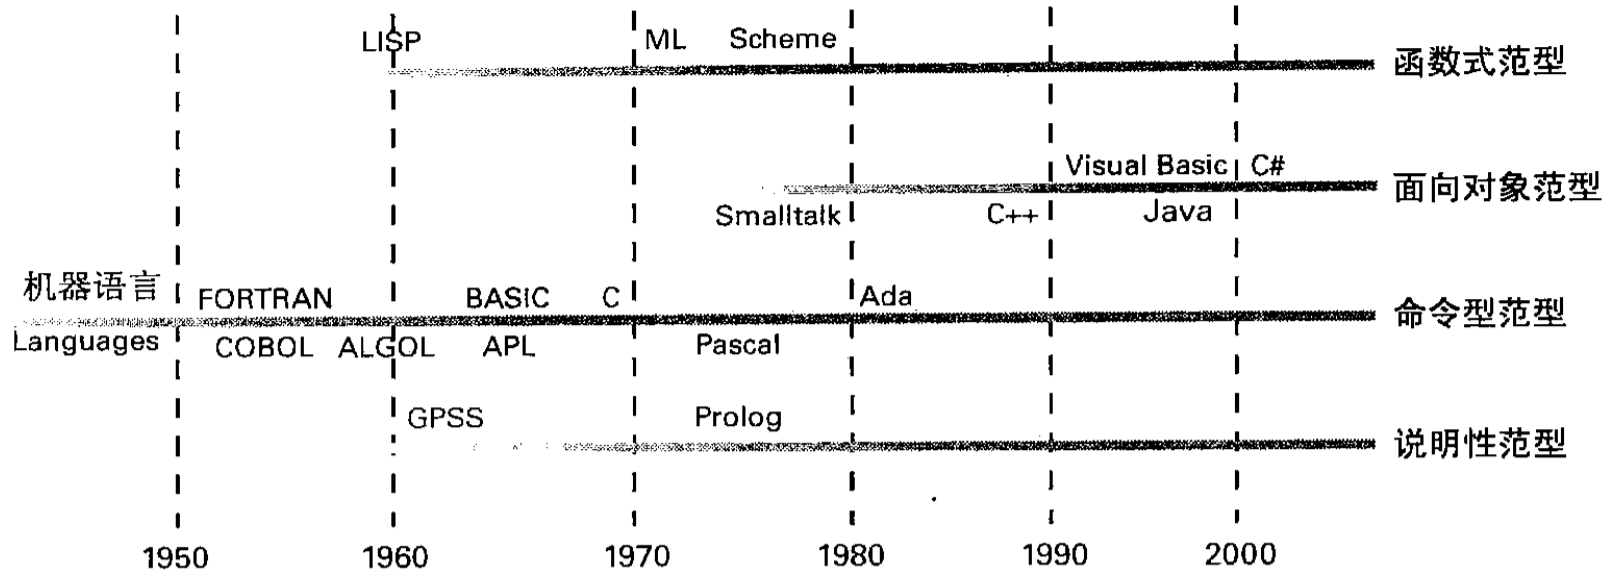 LISP ML Scheme
函数式范型
Visual Basic C#
面向对象范型
Smalltalk C++ Java
机器语言 FORTRAN BASIC C Ada
命令型范型
Languages COBOL ALGOL APL Pascal
GPSS Prolog
说明性范型
1950 1960 1970 1980 1990 2000